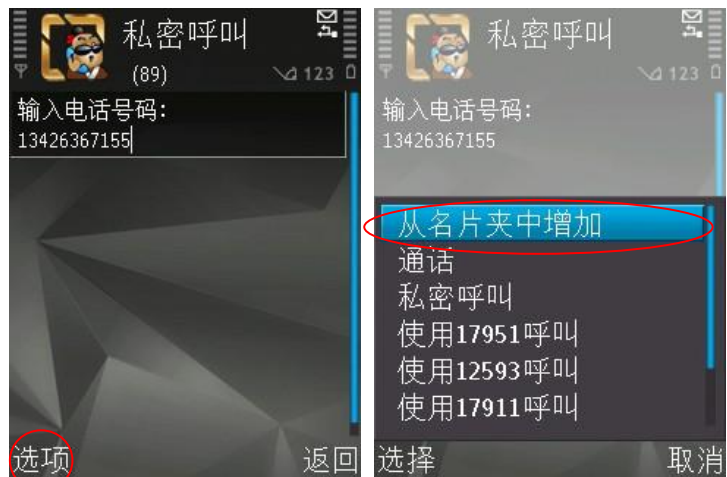 私密呼叫
(89)
123
输入电话号码:
13426367155
选项
返回
私密呼叫
123
输入电话号码:
13426367155
从名片夹中增加
通话
私密呼叫
使用17951呼叫
使用12593呼叫
使用17911呼叫
选择
取消